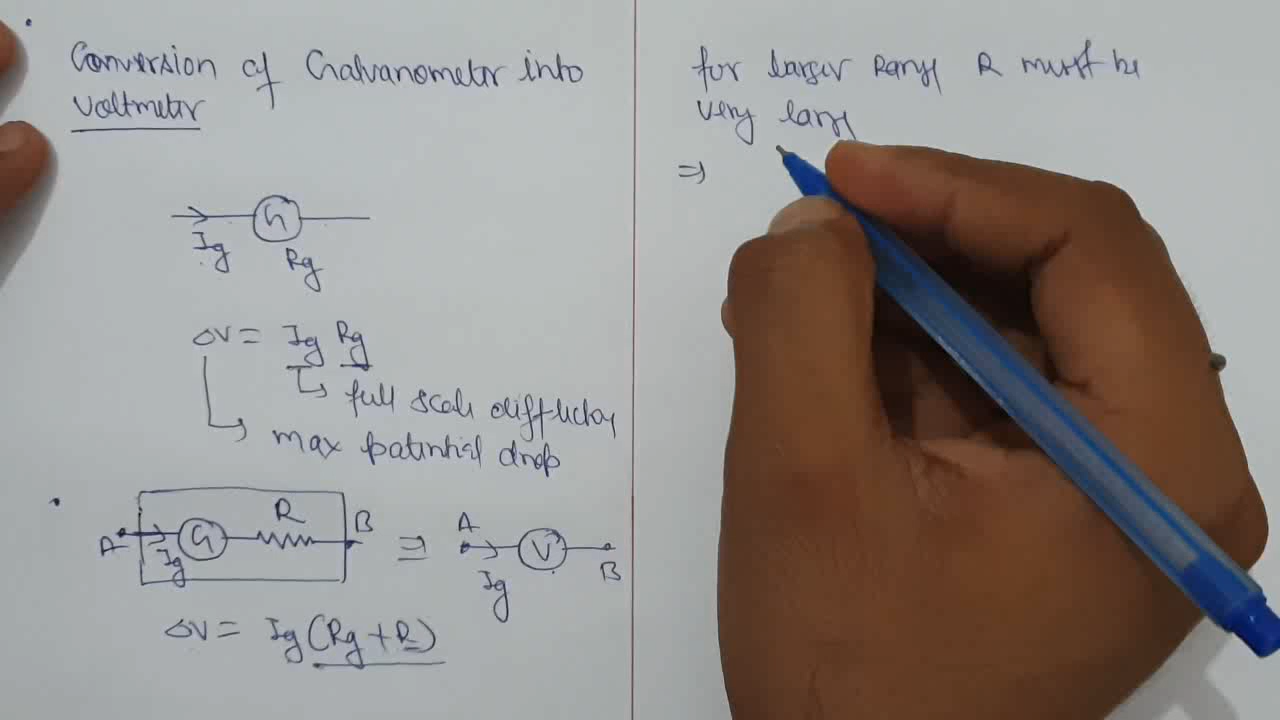 Conversion of Galvanometer into
Voltmeter
G
Ig
Rg
ΔV = Ig Rg
full scale
max potential drop
R
A
G
B
Ig
⇒
A
V
B
Ig
ΔV = Ig (Rg + R)
for larger Range R must be
very large
⇒